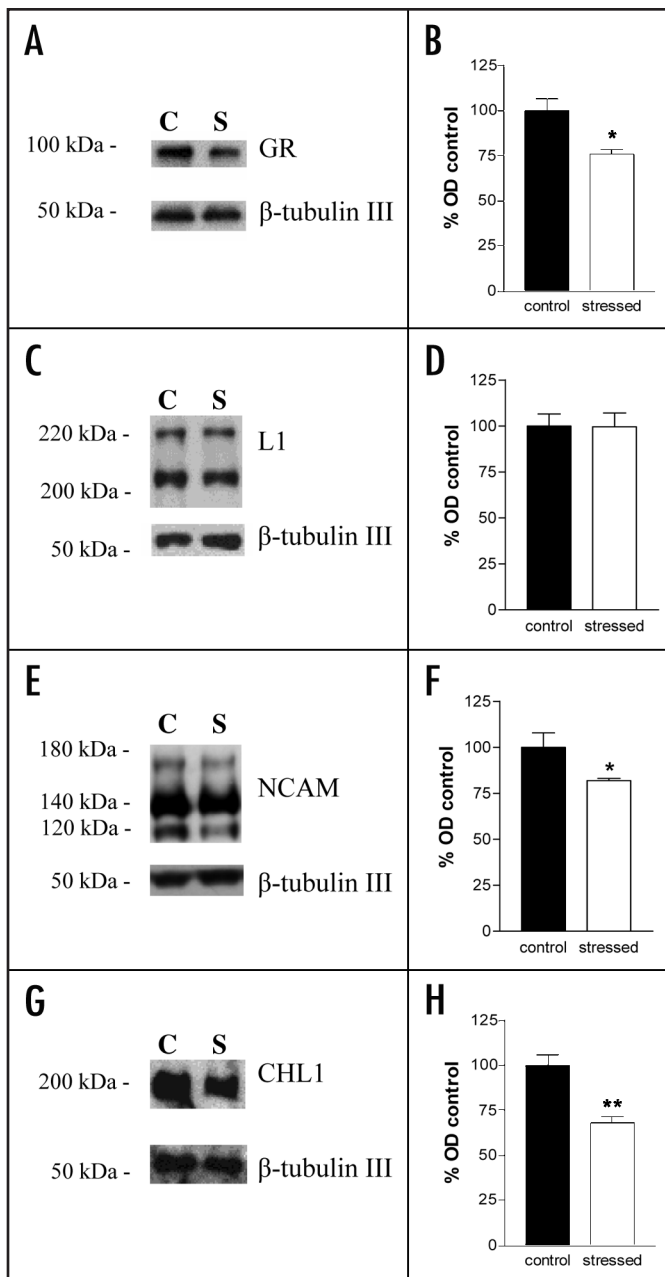 A
C S
100 kDa - GR
50 kDa - β-tubulin III
B
% OD control
125
100
75
50
25
0
*
control stressed
C
C S
220 kDa - L1
200 kDa -
50 kDa - β-tubulin III
D
% OD control
125
100
75
50
25
0
control stressed
E
C S
180 kDa -
140 kDa - NCAM
120 kDa -
50 kDa - β-tubulin III
F
% OD control
125
100
75
50
25
0
*
control stressed
G
C S
200 kDa - CHL1
50 kDa - β-tubulin III
H
% OD control
125
100
75
50
25
0
**
control stressed